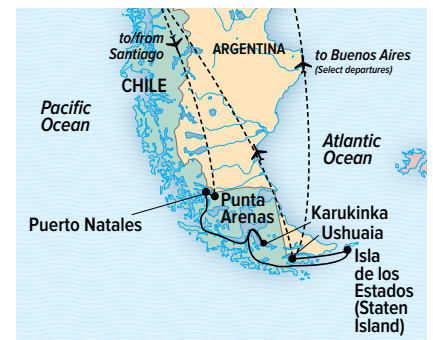 to/from
Santiago
ARGENTINA
to Buenos Aires
(Select departures)
CHILE
Pacific
Ocean
Atlantic
Ocean
Punta
Arenas
Puerto Natales
Karukinka
Ushuaia
Isla
de los
Estados
(Staten
Island)